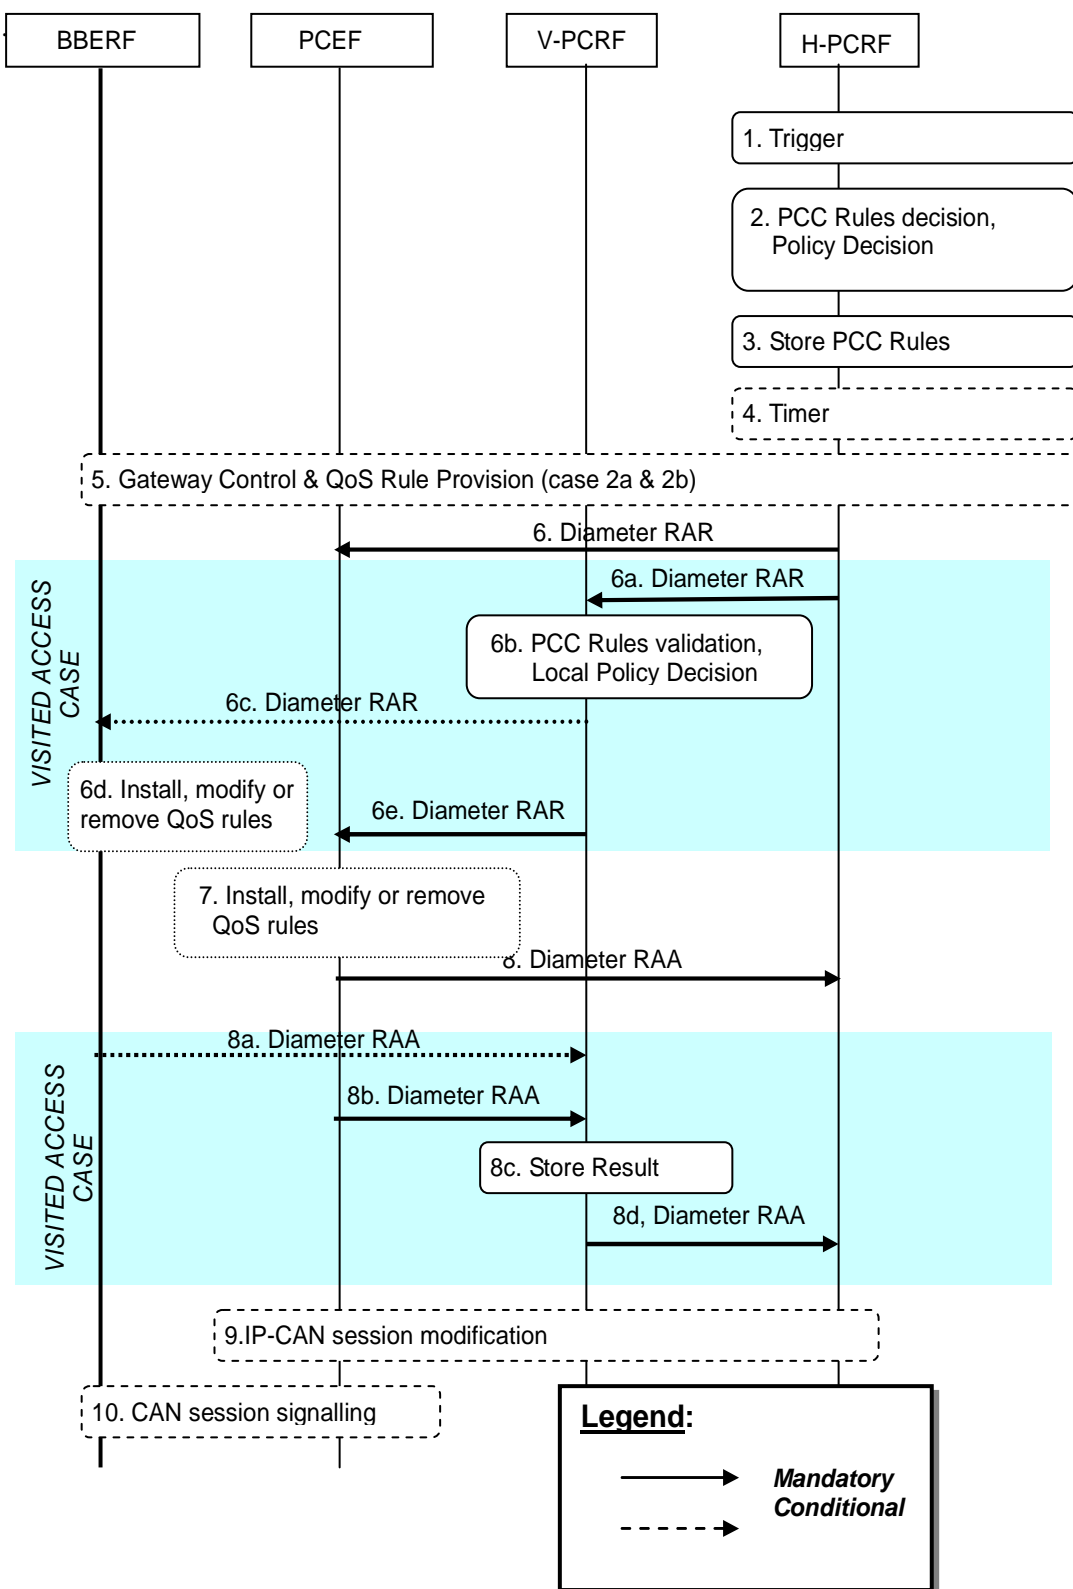 BBERF
PCEF
V-PCRF
H-PCRF
1. Trigger
2. PCC Rules decision,
Policy Decision
3. Store PCC Rules
4. Timer
5. Gateway Control & QoS Rule Provision (case 2a & 2b)
6. Diameter RAR
VISITED ACCESS
CASE
6a. Diameter RAR
6b. PCC Rules validation,
Local Policy Decision
6c. Diameter RAR
6d. Install, modify or
remove QoS rules
6e. Diameter RAR
7. Install, modify or remove
QoS rules
8. Diameter RAA
VISITED ACCESS
CASE
8a. Diameter RAA
8b. Diameter RAA
8c. Store Result
8d, Diameter RAA
9.IP-CAN session modification
10. CAN session signalling
Legend:
Mandatory
Conditional